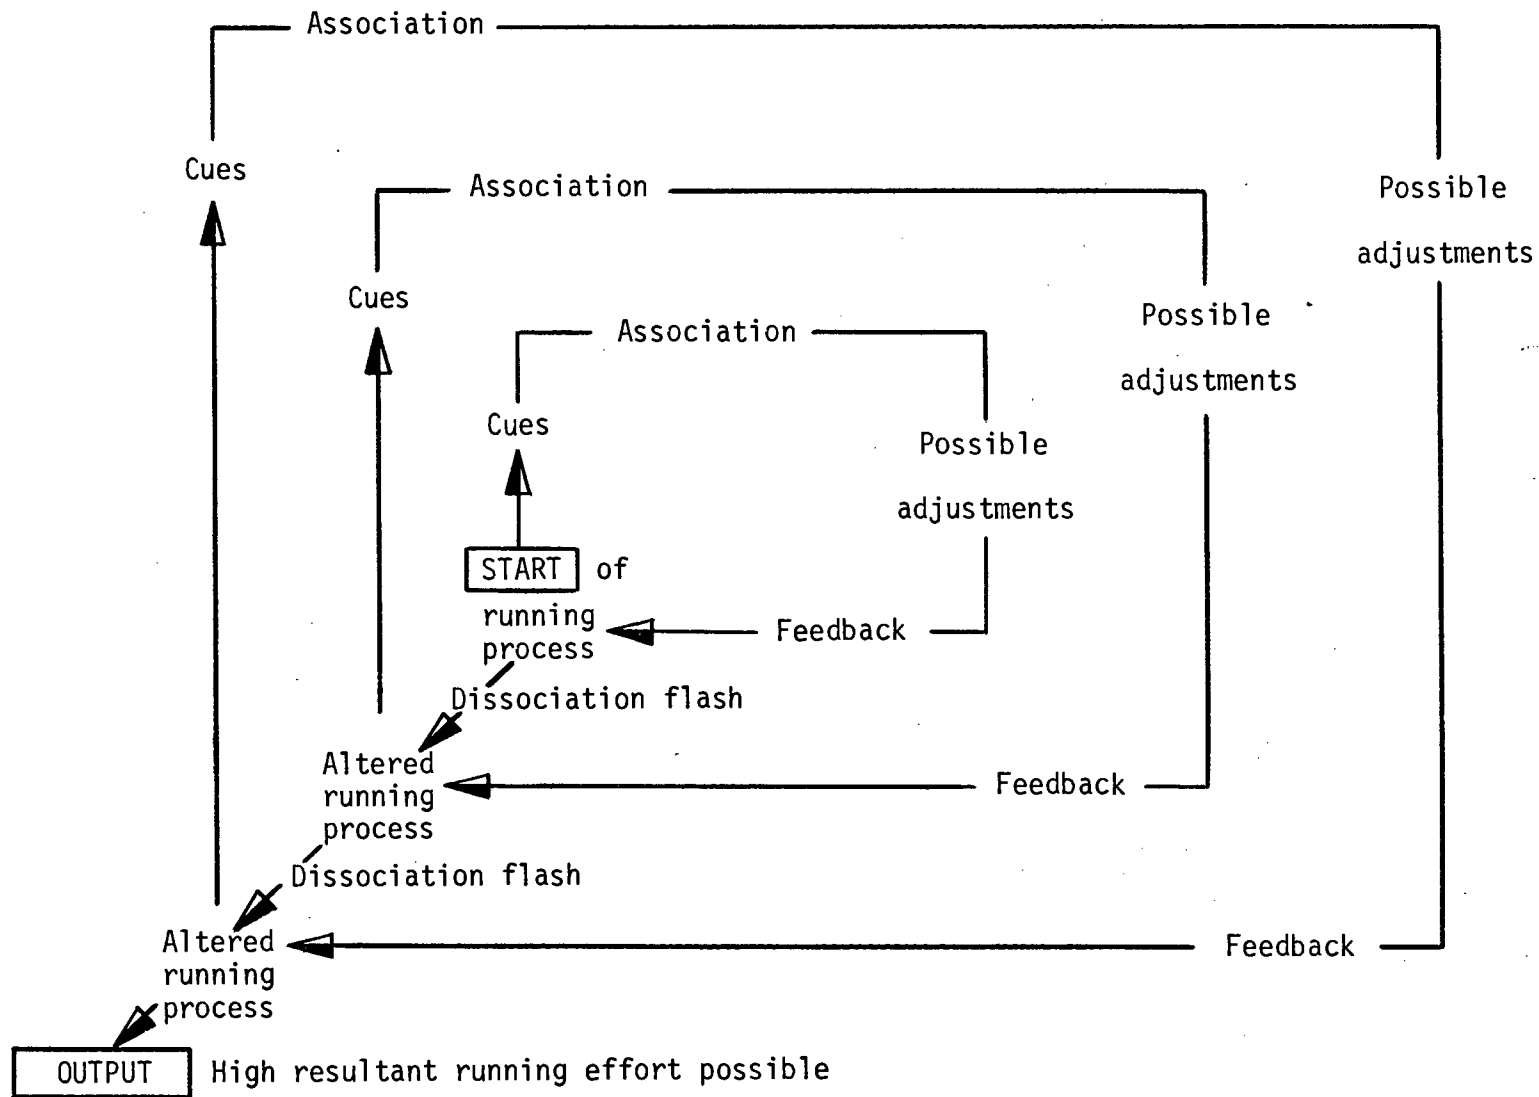 Association
Cues
Possible
adjustments
Association
Cues
Possible
adjustments
Association
Cues
Possible
adjustments
START of
running
process
Feedback
Dissociation flash
Altered
running
process
Feedback
Dissociation flash
Altered
running
process
Feedback
OUTPUT High resultant running effort possible